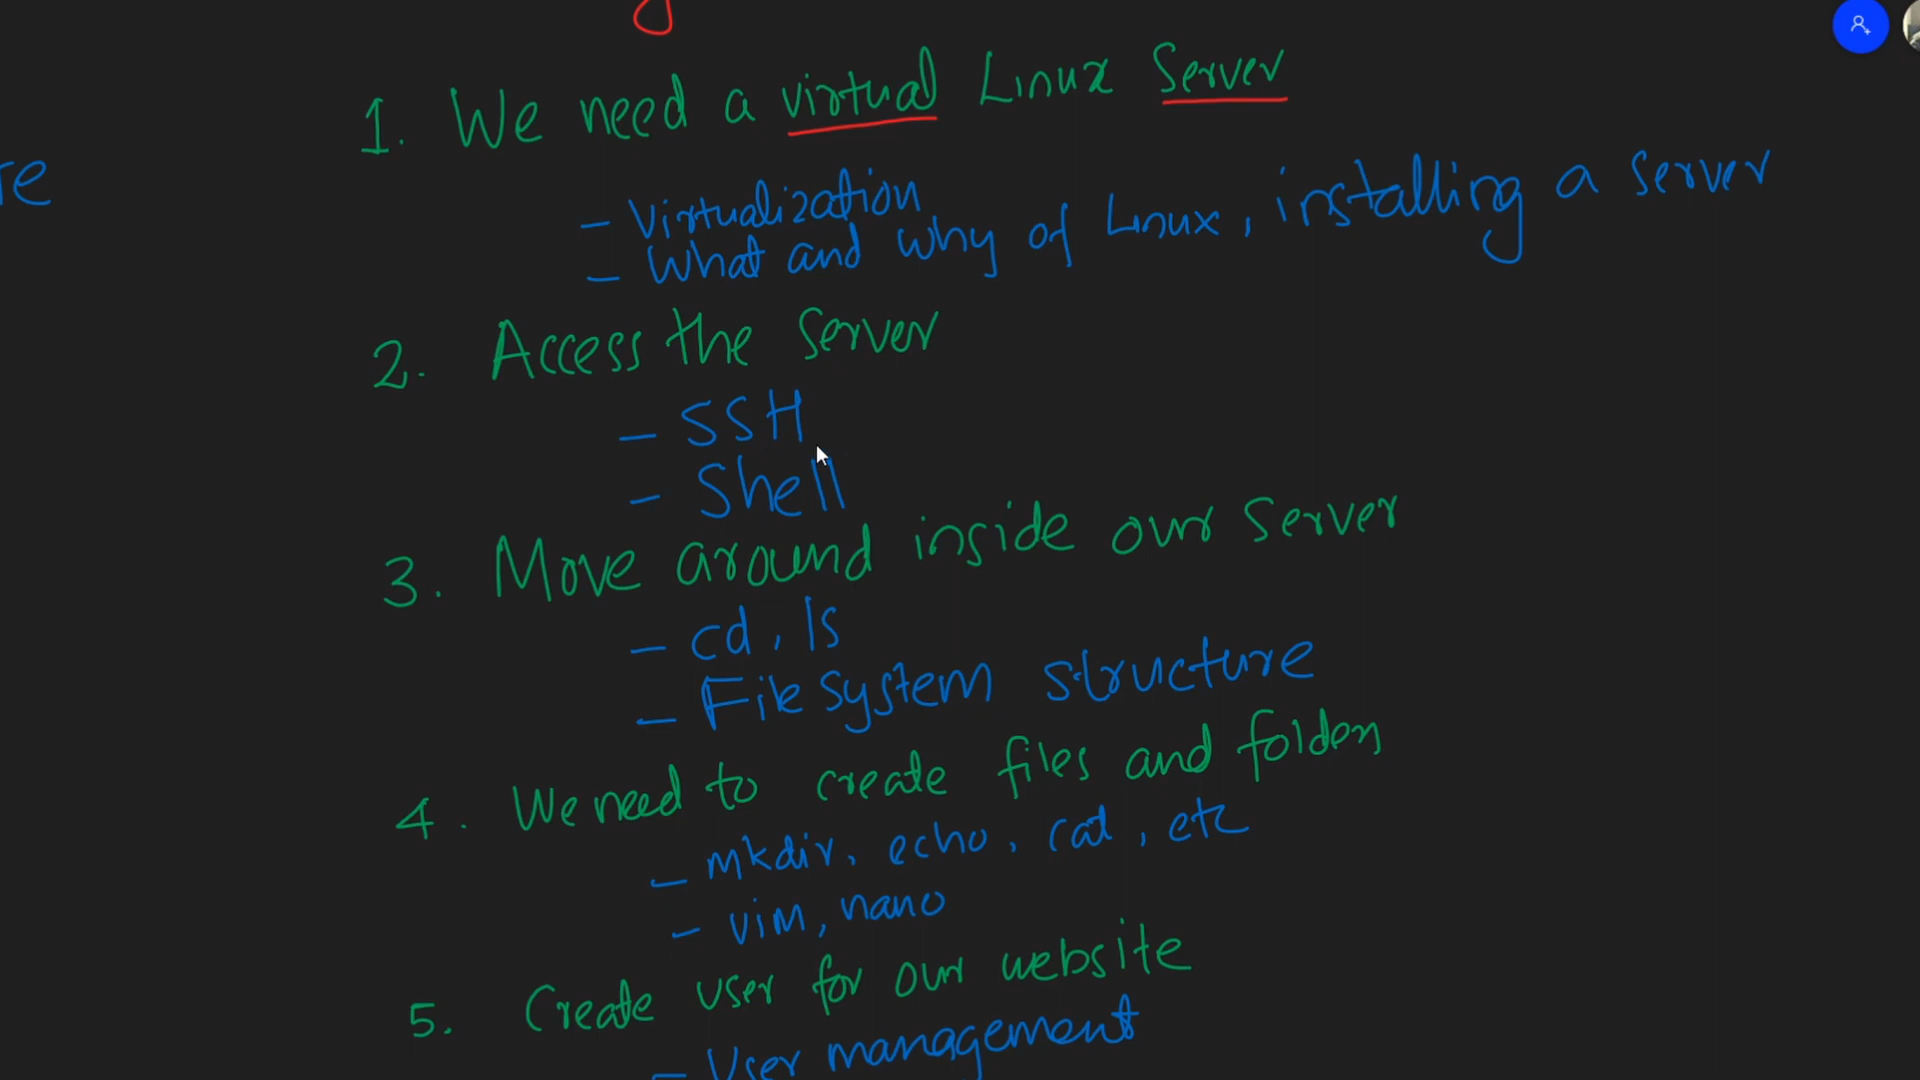 1. We need a virtual Linux Server
- Virtualization
- What and why of Linux, installing a server
2. Access the Server
- SSH
- Shell
3. Move around inside our Server
- cd, ls
- File system structure
4. We need to create files and folders
- mkdir, echo, cat, etc
- vim, nano
5. Create user for our website
- User management